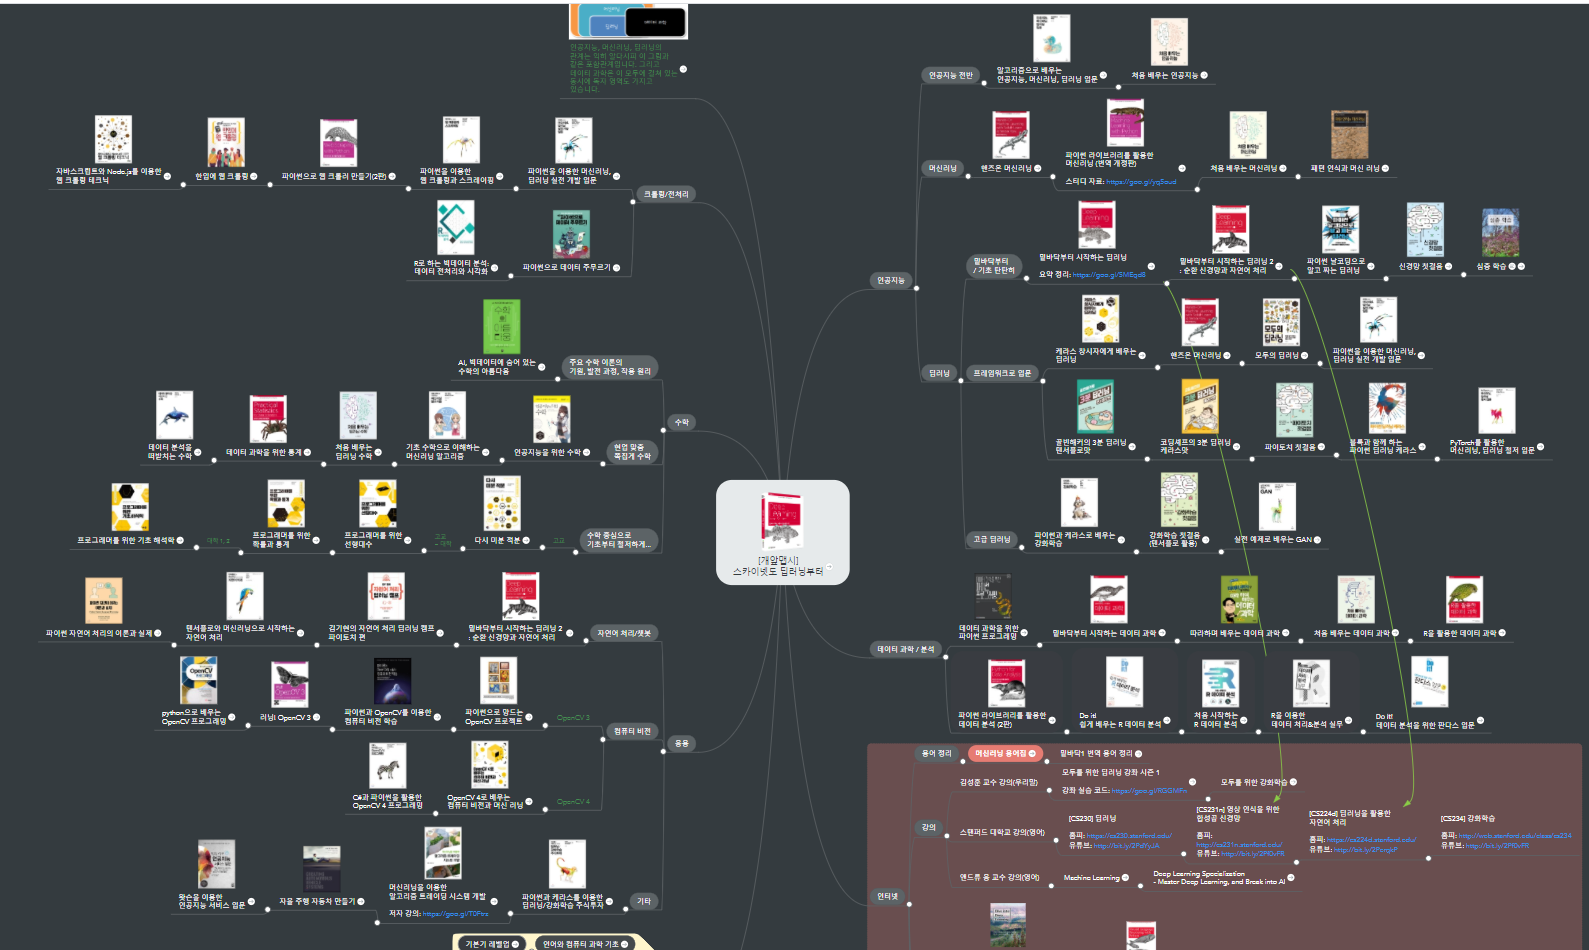 인공지능, 머신러닝, 딥러닝의
관계는 외히 알다시피 이 그림과
같은 포함관계입니다. 그리고
데이터 과학은 이 모두에 걸쳐 있는
동시에 독자 영역도 가지고
있습니다.
자바스크립트와 Node.js를 이용한
웹 크롤링 테크닉
현업에 웹 크롤링
파이썬으로 웹 크롤러 만들기(2판)
파이썬을 이용한
웹 크롤링과 스크레이핑
파이썬을 이용한 머신러닝,
딥러닝 실전 개발 입문
크롤링/전처리
R로 하는 빅데이터 분석:
데이터 전처리와 시각화
파이썬으로 데이터 주무르기
AI, 빅데이터에 숨어 있는
수학의 아름다움
주요 수학 이론의
기원, 발전 과정, 작용 원리
수학
데이터 분석을
떠받치는 수학
데이터 과학을 위한 통계
처음 배우는
딥러닝 수학
기초 수학으로 이해하는
머신러닝 알고리즘
인공지능을 위한 수학
현업 맞춤
족집게 수학
프로그래머를 위한 기초 해석학
대학 1, 2
프로그래머를 위한
확률과 통계
프로그래머를 위한
선형대수
고교
~ 대학
다시 미분 적분
고교
수학 중심으로
기초부터 철저하게...
[개앞맵시]
스카이넷도 딥러닝부터
파이썬 자연어 처리의 이론과 실제
텐서플로와 머신러닝으로 시작하는
자연어 처리
김기현의 자연어 처리 딥러닝 캠프
파이토치 편
밑바닥부터 시작하는 딥러닝 2
: 순환 신경망과 자연어 처리
자연어 처리/챗봇
python으로 배우는
OpenCV 프로그래밍
러닝! OpenCV 3
파이썬과 OpenCV를 이용한
컴퓨터 비전 학습
파이썬으로 만드는
OpenCV 프로젝트
OpenCV 3
컴퓨터 비전
응용
C#과 파이썬을 활용한
OpenCV 4 프로그래밍
OpenCV 4로 배우는
컴퓨터 비전과 머신 러닝
OpenCV 4
왓슨을 이용한
인공지능 서비스 입문
자율 주행 자동차 만들기
머신러닝을 이용한
알고리즘 트레이딩 시스템 개발
저자 강의: https://goo.gl/T0Ftrs
파이썬과 케라스를 이용한
딥러닝/강화학습 주식투자
기타
기본기 레벨업
언어와 컴퓨터 과학 기초
인공지능 전반
알고리즘으로 배우는
인공지능, 머신러닝, 딥러닝 입문
처음 배우는 인공지능
머신러닝
핸즈온 머신러닝
파이썬 라이브러리를 활용한
머신러닝 (번역 개정판)
스터디 자료: https://goo.gl/yq5oud
처음 배우는 머신러닝
패턴 인식과 머신 러닝
인공지능
밑바닥부터
/ 기초 탄탄히
밑바닥부터 시작하는 딥러닝
요약 정리: https://goo.gl/SMEqd8
밑바닥부터 시작하는 딥러닝 2
: 순환 신경망과 자연어 처리
파이썬 날코딩으로
알고 짜는 딥러닝
신경망 첫걸음
심층 학습
딥러닝
프레임워크로 입문
케라스 창시자에게 배우는
딥러닝
핸즈온 머신러닝
모두의 딥러닝
파이썬을 이용한 머신러닝,
딥러닝 실전 개발 입문
골빈해커의 3분 딥러닝
텐서플로맛
코딩셰프의 3분 딥러닝
케라스맛
파이토치 첫걸음
블록과 함께 하는
파이썬 딥러닝 케라스
PyTorch를 활용한
머신러닝, 딥러닝 철저 입문
고급 딥러닝
파이썬과 케라스로 배우는
강화학습
강화학습 첫걸음
(텐서플로 활용)
실전 예제로 배우는 GAN
데이터 과학 / 분석
데이터 과학을 위한
파이썬 프로그래밍
밑바닥부터 시작하는 데이터 과학
따라하며 배우는 데이터 과학
처음 배우는 데이터 과학
R을 활용한 데이터 과학
파이썬 라이브러리를 활용한
데이터 분석 (2판)
Do it!
쉽게 배우는 R 데이터 분석
처음 시작하는
R 데이터 분석
R을 이용한
데이터 처리&분석 실무
Do it!
데이터 분석을 위한 판다스 입문
용어 정리
머신러닝 용어집
밑바닥1 번역 용어 정리
강의
김성훈 교수 강의(우리말)
모두를 위한 딥러닝 강좌 시즌 1
강좌 실습 코드: https://goo.gl/RGGMFn
모두를 위한 강화학습
스탠퍼드 대학교 강의(영어)
[CS230] 딥러닝
홈피: https://cs230.stanford.edu/
유튜브: http://bit.ly/2PdYyJA
[CS231n] 영상 인식을 위한
합성곱 신경망
홈피:
http://cs231n.stanford.edu/
유튜브: http://bit.ly/2Pf0vFR
[CS224d] 딥러닝을 활용한
자연어 처리
홈피: https://cs224d.stanford.edu/
유튜브: http://bit.ly/2PerqkP
[CS234] 강화학습
홈피: http://web.stanford.edu/class/cs234
유튜브: http://bit.ly/2Pf0vFR
앤드류 응 교수 강의(영어)
Machine Learning
Deep Learning Specialization
- Master Deep Learning, and Break into AI
인터넷